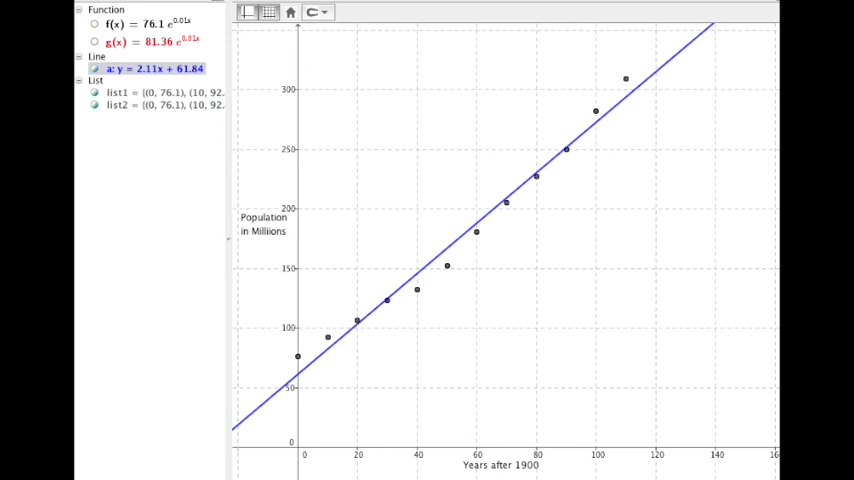 Function
f(x) = 76.1 e^0.01x
g(x) = 81.36 e^0.01x
Line
a: y = 2.11x + 61.84
List
list1 = {(0, 76.1), (10, 92.
list2 = {(0, 76.1), (10, 92.
300
250
200
Population
in Milliions
150
100
50
0
0 20 40 60 80 100 120 140 16
Years after 1900